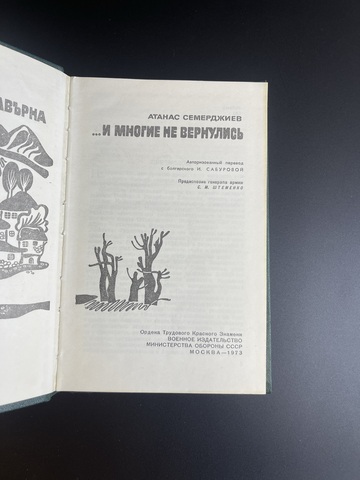 АВЪРНА
АТАНАС СЕМЕРДЖИЕВ
...И МНОГИЕ НЕ ВЕРНУЛИСЬ
Авторизованный перевод
с болгарского Н. САБУРОВОЙ
Предисловие генерала армии
С. М. ШТЕМЕНКО
Ордена Трудового Красного Знамени
ВОЕННОЕ ИЗДАТЕЛЬСТВО
МИНИСТЕРСТВА ОБОРОНЫ СССР
МОСКВА—1973